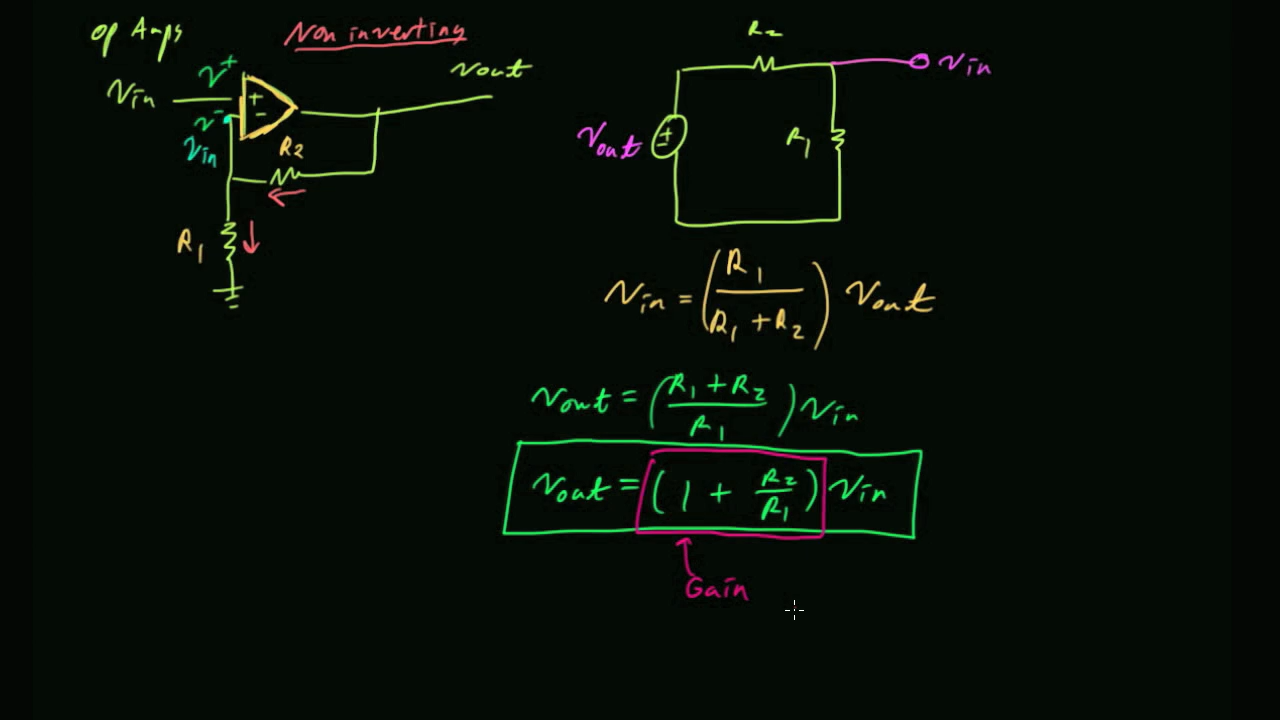 Op Amps
Non inverting
Vin
V+
+
-
V-
Vin
Vout
R2
R1
R2
Vin
Vout
+
-
R1
Vin = (R1 / (R1 + R2)) Vout
Vout = ((R1 + R2) / R1) Vin
Vout = (1 + R2/R1) Vin
Gain